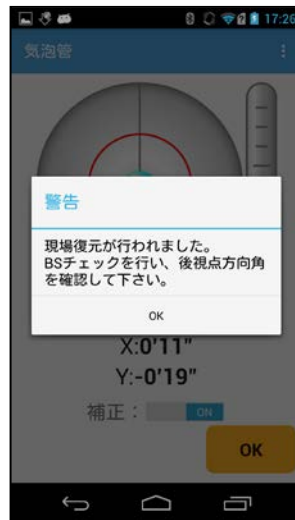 17:26
気泡管
警告
現場復元が行われました。
BSチェックを行い、後視点方向角
を確認して下さい。
OK
X:0'11"
Y:-0'19"
補正： ON
OK